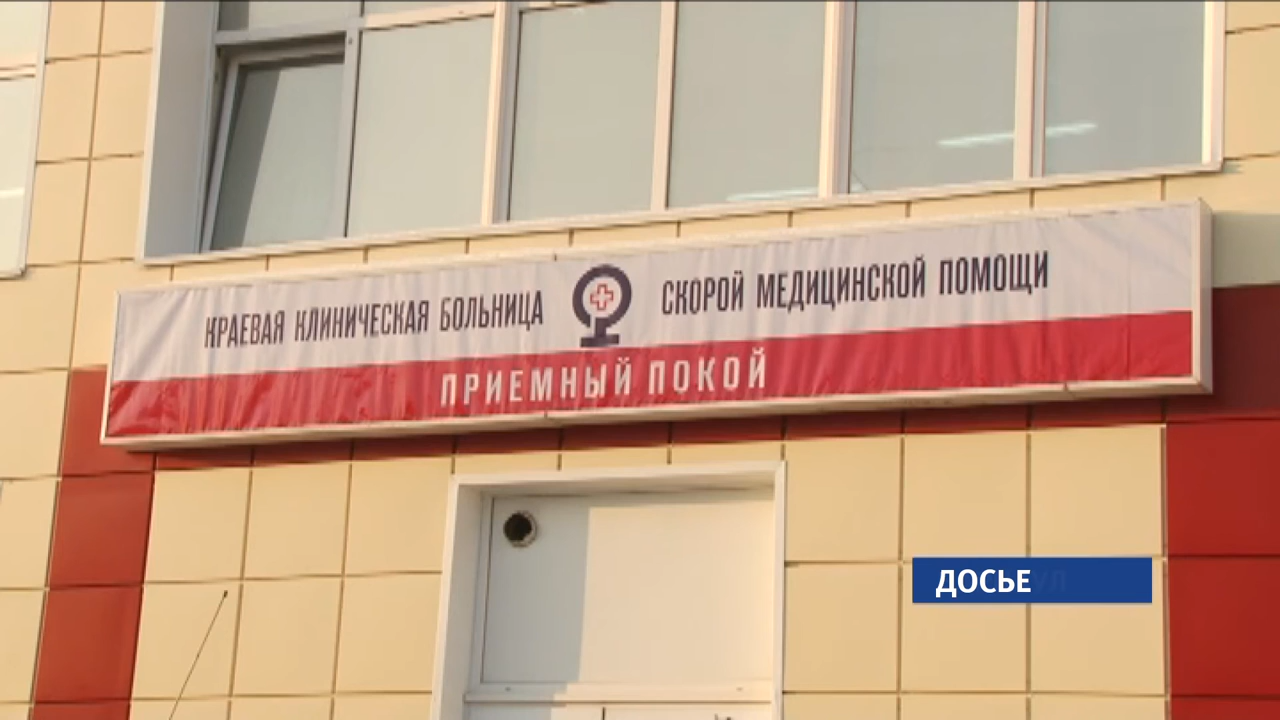 КРАЕВАЯ КЛИНИЧЕСКАЯ БОЛЬНИЦА СКОРОЙ МЕДИЦИНСКОЙ ПОМОЩИ
ПРИЕМНЫЙ ПОКОЙ
ДОСЬЕ